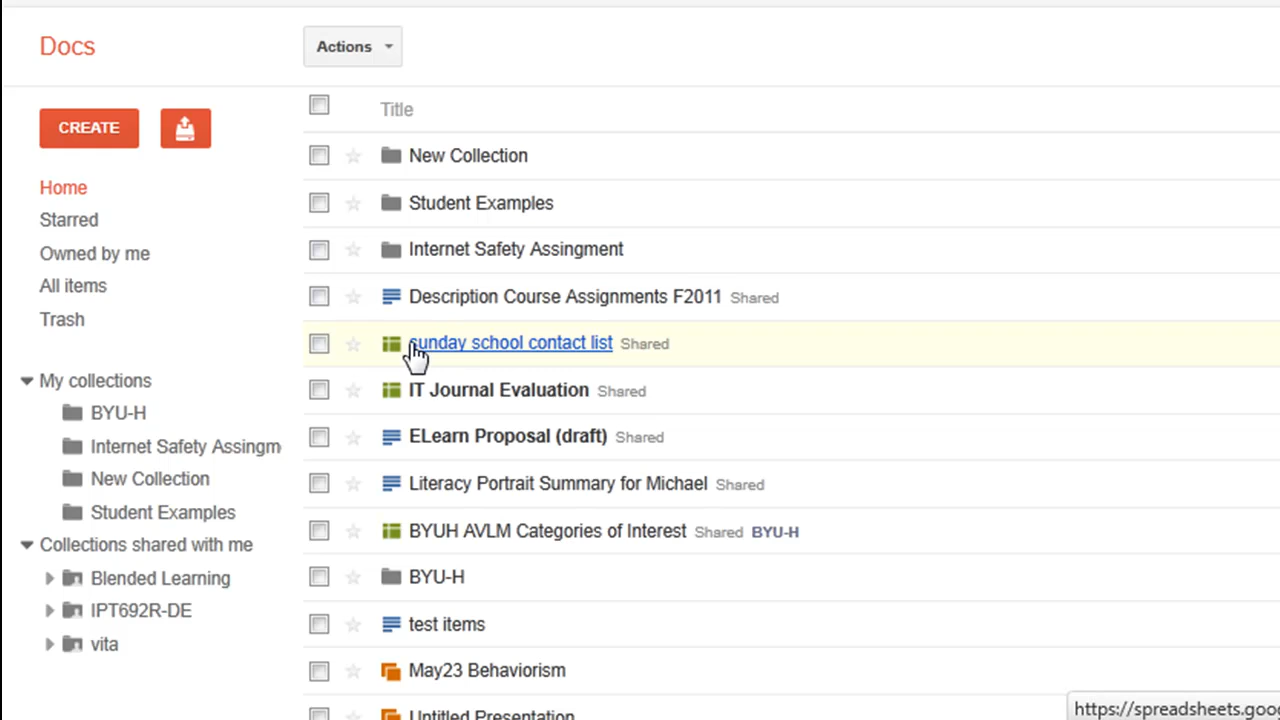 Docs
Actions
CREATE
Title
Home
Starred
Owned by me
All items
Trash
My collections
BYU-H
Internet Safety Assingm
New Collection
Student Examples
Collections shared with me
Blended Learning
IPT692R-DE
vita
New Collection
Student Examples
Internet Safety Assingment
Description Course Assignments F2011 Shared
sunday school contact list Shared
IT Journal Evaluation Shared
ELearn Proposal (draft) Shared
Literacy Portrait Summary for Michael Shared
BYUH AVLM Categories of Interest Shared BYU-H
BYU-H
test items
May23 Behaviorism
Untitled Presentation
https://spreadsheets.goo